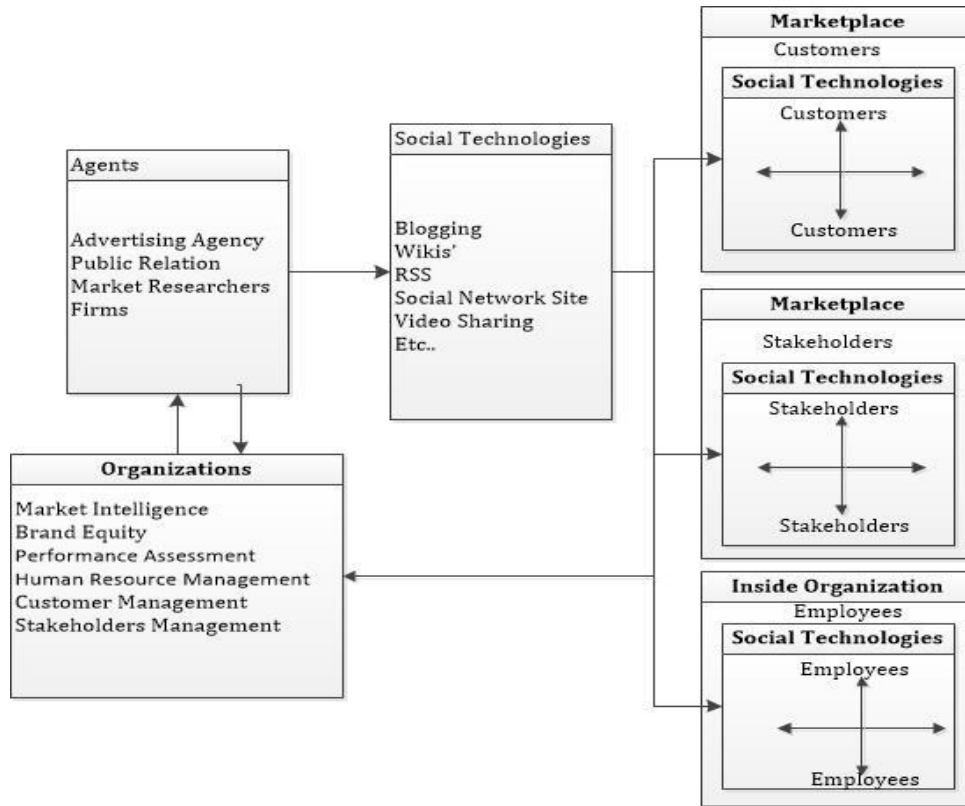 Agents
Advertising Agency
Public Relation
Market Researchers
Firms
Organizations
Market Intelligence
Brand Equity
Performance Assessment
Human Resource Management
Customer Management
Stakeholders Management
Social Technologies
Blogging
Wikis'
RSS
Social Network Site
Video Sharing
Etc..
Marketplace
Customers
Social Technologies
Customers
Customers
Marketplace
Stakeholders
Social Technologies
Stakeholders
Stakeholders
Inside Organization
Employees
Social Technologies
Employees
Employees